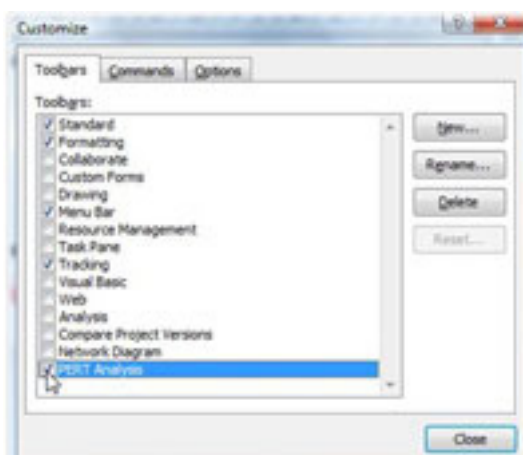 Customize
Toolbars Commands Options
Toolbars:
Standard
Formatting
Collaborate
Custom Forms
Drawing
Menu Bar
Resource Management
Task Pane
Tracking
Visual Basic
Web
Analysis
Compare Project Versions
Network Diagram
PERT Analysis
New...
Rename...
Delete
Reset...
Close